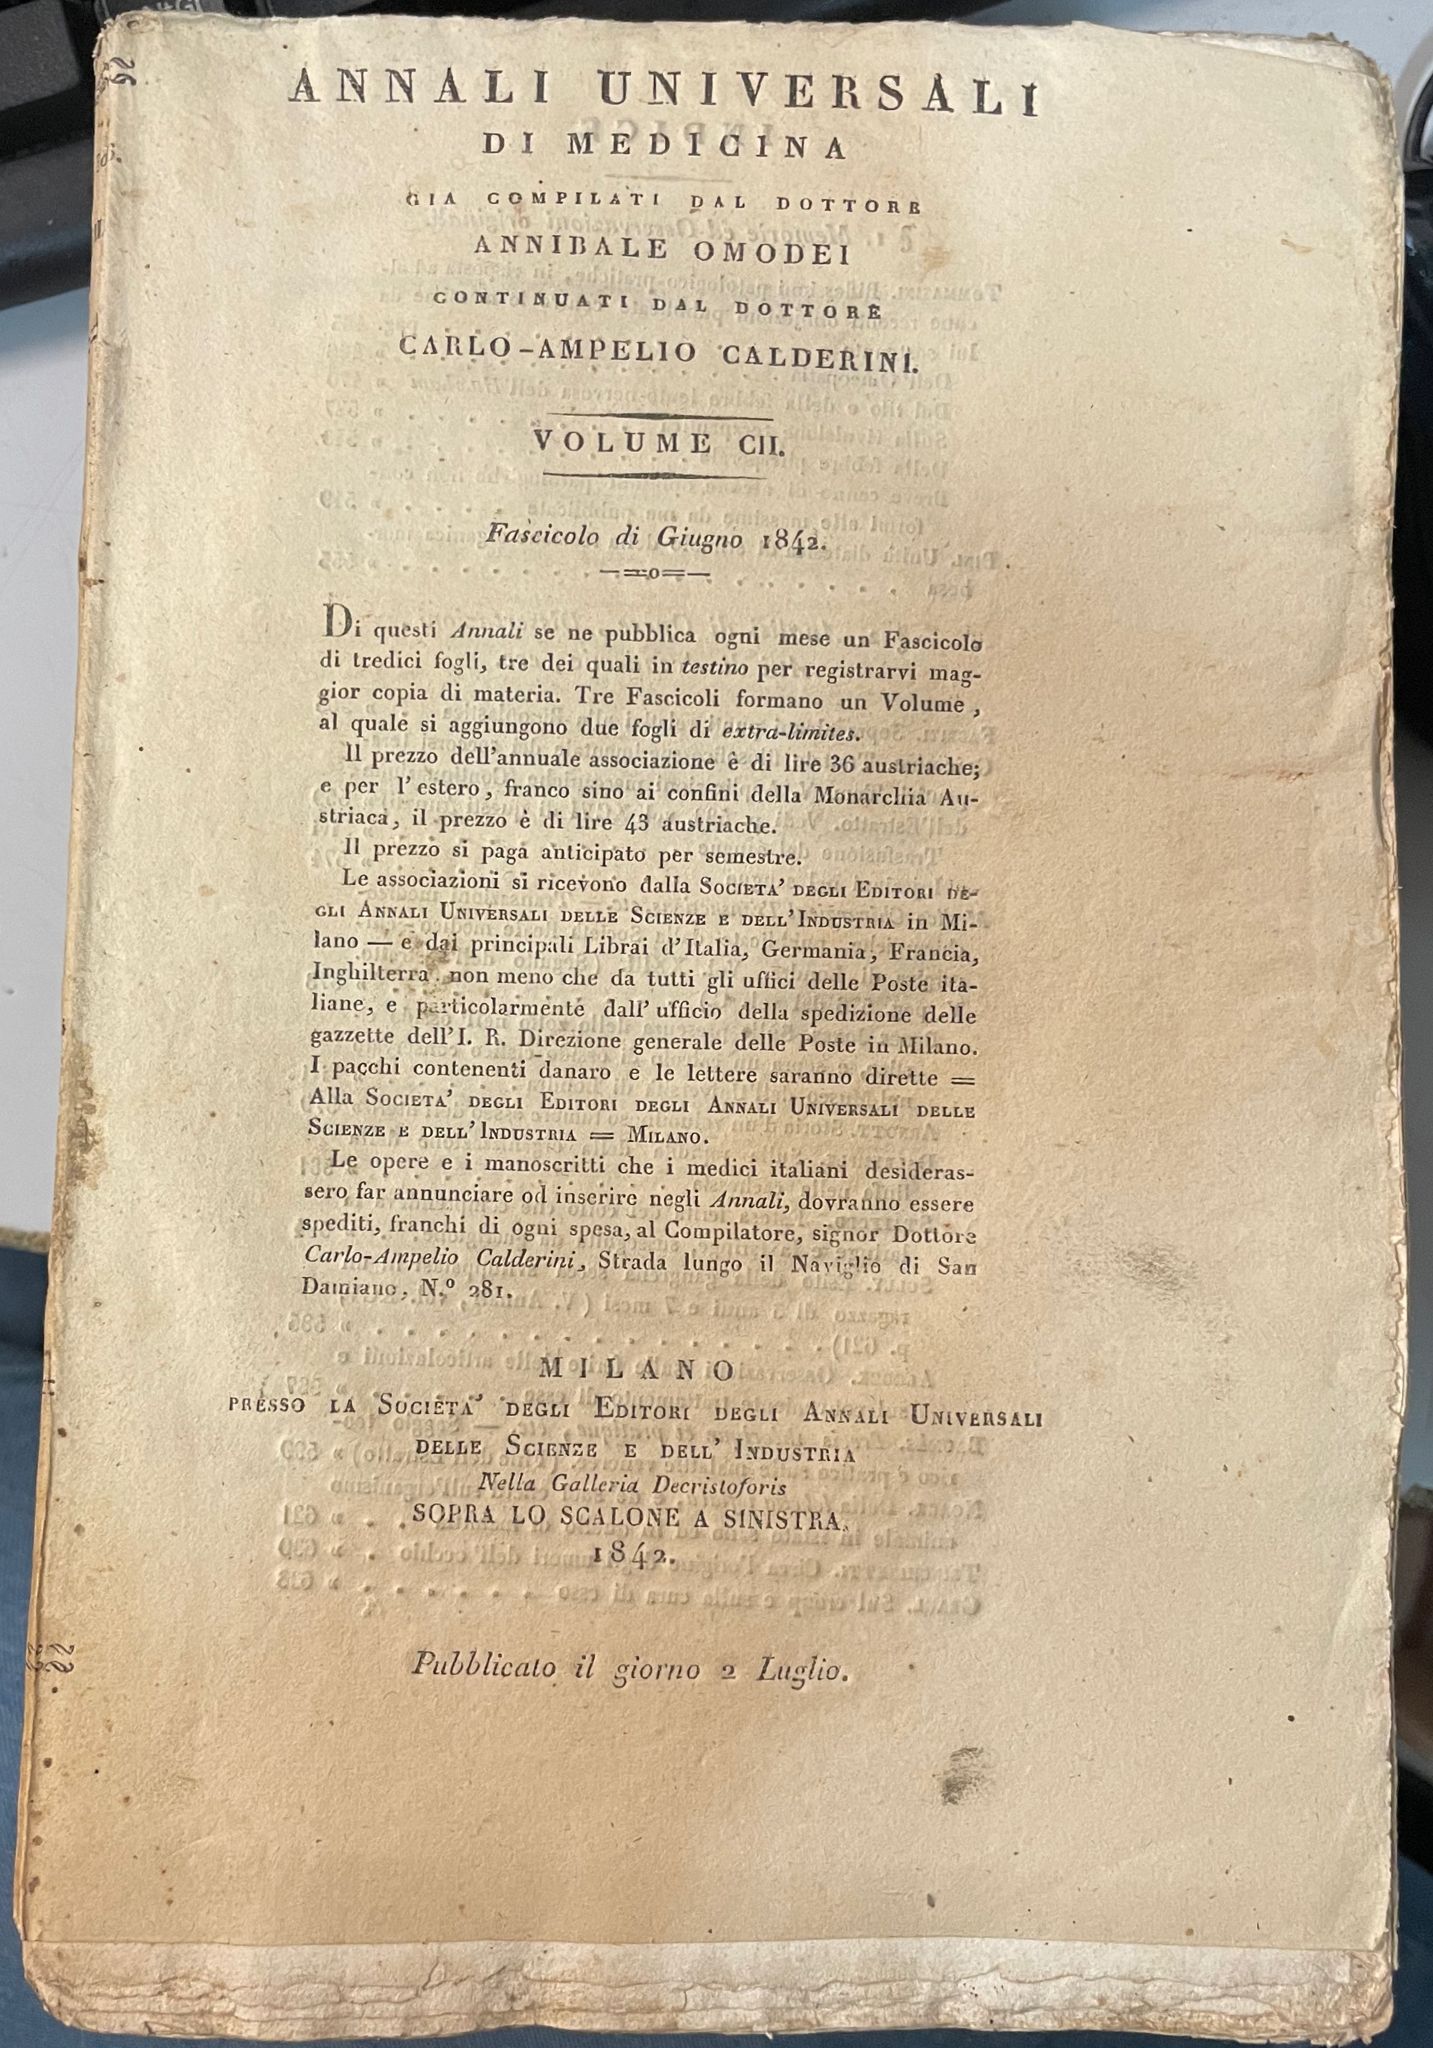 ANNALI UNIVERSALI
DI MEDICINA
GIA COMPILATI DAL DOTTORE
ANNIBALE OMODEI
CONTINUATI DAL DOTTORE
CARLO-AMPELIO CALDERINI.
VOLUME CII.
Fascicolo di Giugno 1842.
Di questi Annali se ne pubblica ogni mese un Fascicolo
di tredici fogli, tre dei quali in testino per registrarvi mag-
gior copia di materia. Tre Fascicoli formano un Volume,
al quale si aggiungono due fogli di extra-limites.
Il prezzo dell'annuale associazione è di lire 36 austriache;
e per l'estero, franco sino ai confini della Monarchia Au-
striaca, il prezzo è di lire 43 austriache.
Il prezzo si paga anticipato per semestre.
Le associazioni si ricevono dalla SOCIETA' DEGLI EDITORI DE-
GLI ANNALI UNIVERSALI DELLE SCIENZE E DELL'INDUSTRIA in Mi-
lano — e dai principali Librai d'Italia, Germania, Francia,
Inghilterra non meno che da tutti gli uffici delle Poste ita-
liane, e particolarmente dall'ufficio della spedizione delle
gazzette dell'I. R. Direzione generale delle Poste in Milano.
I pacchi contenenti danaro e le lettere saranno dirette =
Alla SOCIETA' DEGLI EDITORI DEGLI ANNALI UNIVERSALI DELLE
SCIENZE E DELL'INDUSTRIA = MILANO.
Le opere e i manoscritti che i medici italiani desideras-
sero far annunciare od inserire negli Annali, dovranno essere
spediti, franchi di ogni spesa, al Compilatore, signor Dottore
Carlo-Ampelio Calderini, Strada lungo il Naviglio di San
Damiano, N.º 281.
MILANO
PRESSO LA SOCIETA' DEGLI EDITORI DEGLI ANNALI UNIVERSALI
DELLE SCIENZE E DELL'INDUSTRIA
Nella Galleria Decristoforis
SOPRA LO SCALONE A SINISTRA.
1842.
Pubblicato il giorno 2 Luglio.